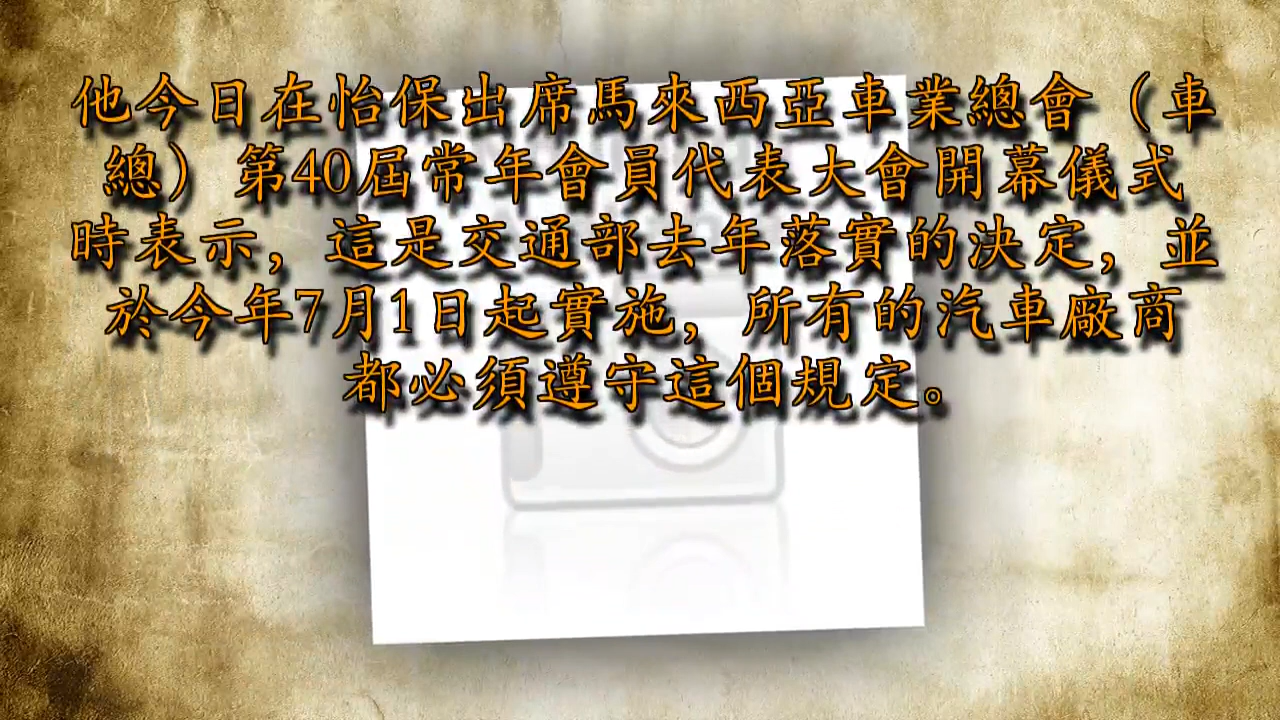 他今日在怡保出席馬來西亞車業總會（車
總）第40屆常年會員代表大會開幕儀式
時表示，這是交通部去年落實的決定，並
於今年7月1日起實施，所有的汽車廠商
都必須遵守這個規定。